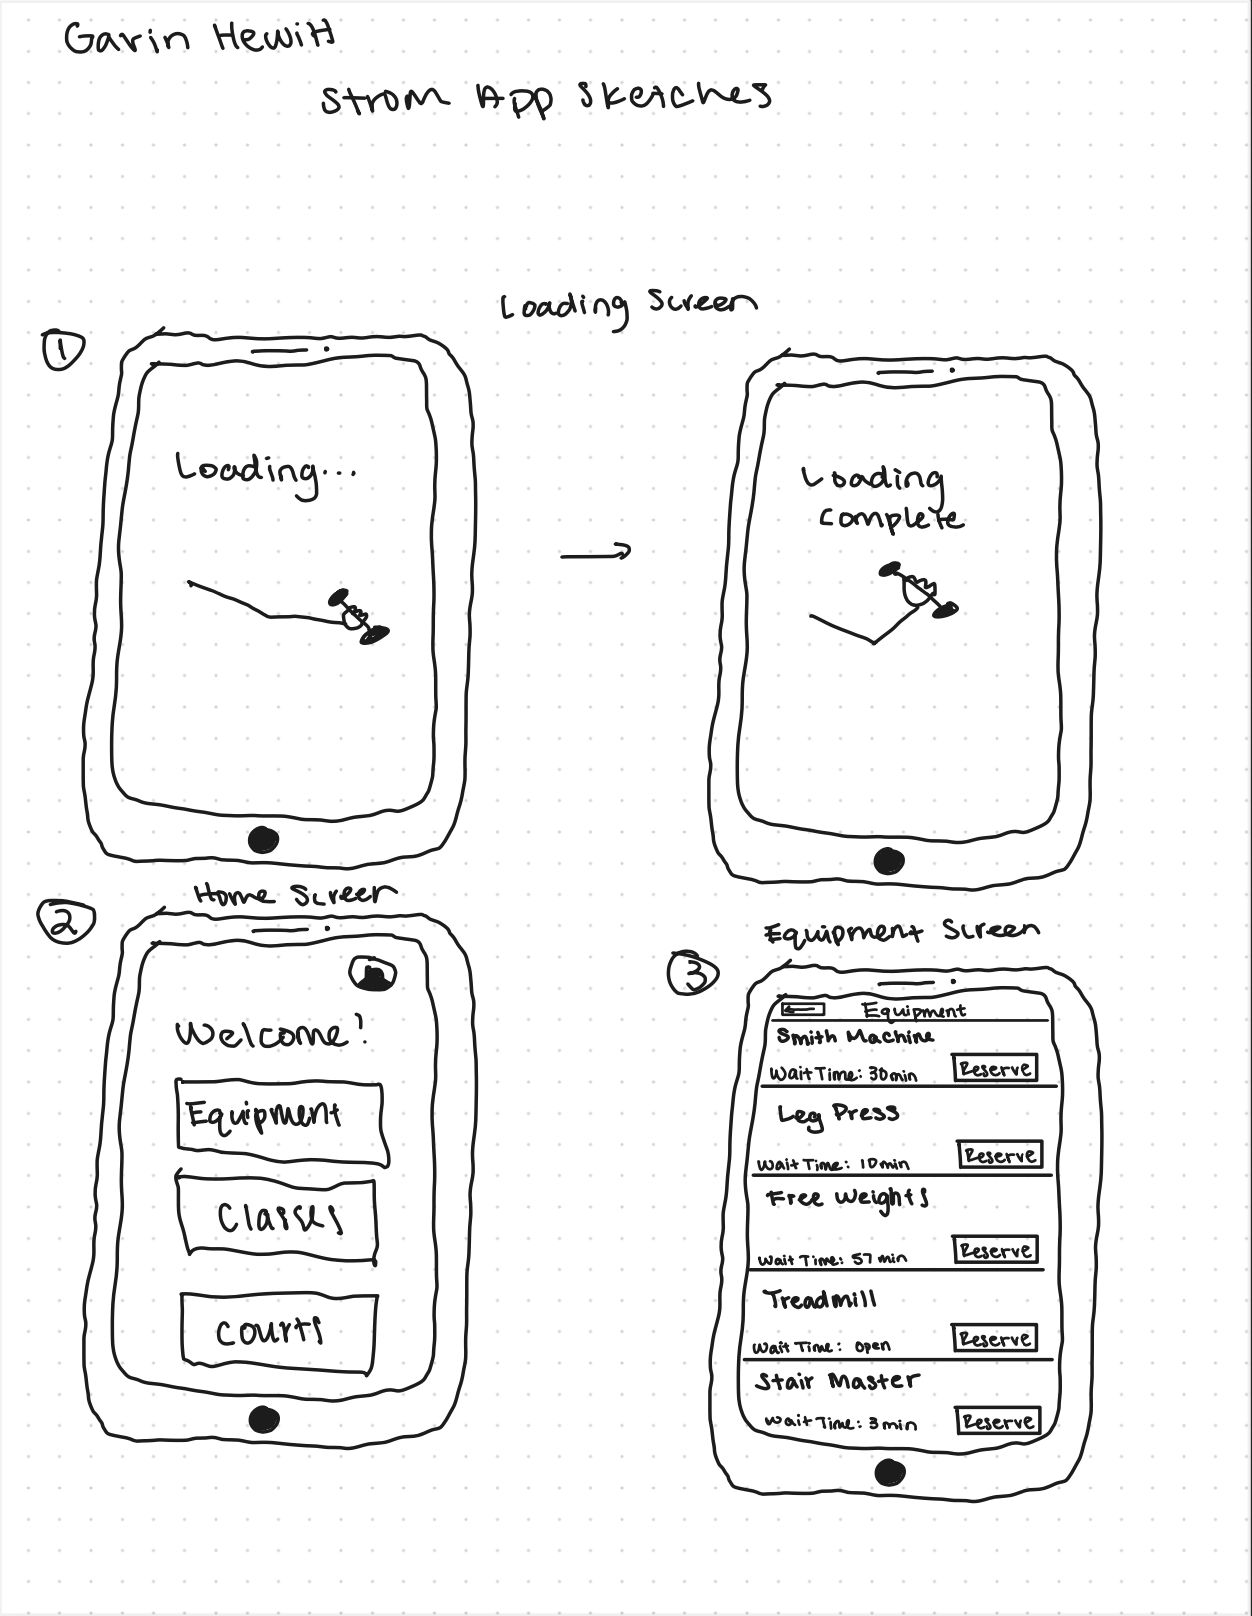 Garin Hewitt
Strom App Sketches
Loading Screen
1
Loading...
Loading
Complete
2
Home Screen
Welcome!
Equipment
Classes
Courts
Equipment Screen
3
Equipment
Smith Machine
Wait Time: 30min
Reserve
Leg Press
Wait Time: 10min
Reserve
Free Weights
Wait Time: 57 min
Reserve
Treadmill
Wait Time: Open
Reserve
Stair Master
Wait Time: 3 min
Reserve